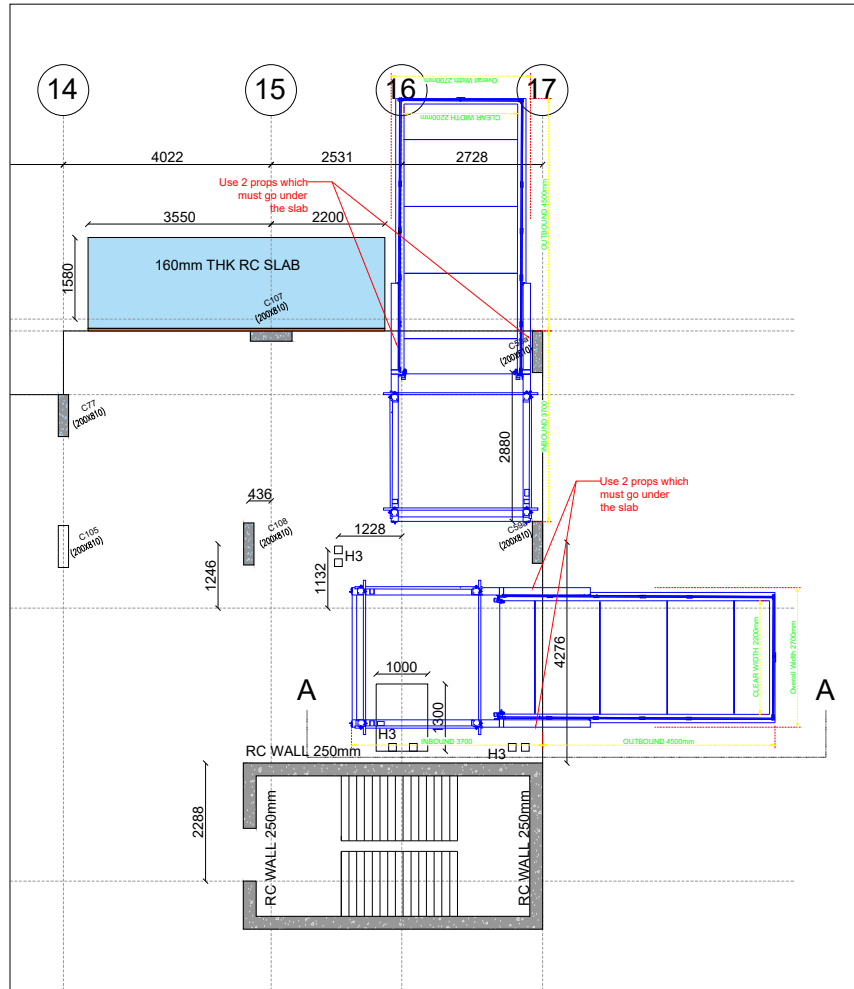 14
15
16
17
Overall Width 2700mm
CLEAR WIDTH 2200mm
4022
2531
2728
Use 2 props which
must go under
the slab
OUTBOUND 4500mm
3550
2200
1580
160mm THK RC SLAB
C107
(200X810)
(200X810)
C77
(200X810)
INBOUND 3700
2880
436
Use 2 props which
must go under
the slab
C105
(200X810)
C108
(200X810)
1228
(200X810)
H3
1246
1132
4276
CLEAR WIDTH 2200mm
Overall Width 2700mm
1000
A
A
1300
H3
INBOUND 3700
OUTBOUND 4500mm
RC WALL 250mm
H3
2288
RC WALL 250mm
RC WALL 250mm